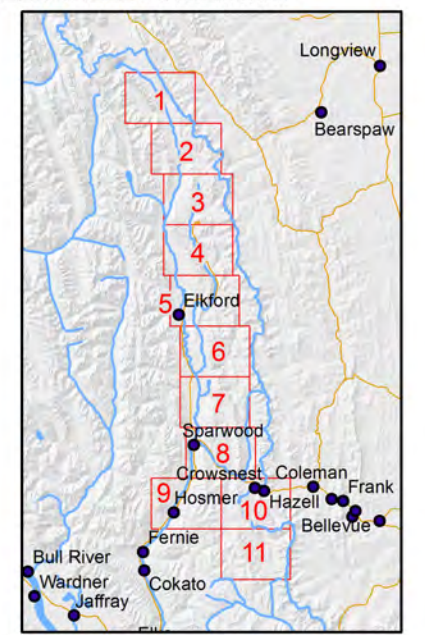 Longview
Bearspaw
1
2
3
4
5
Elkford
6
7
Sparwood
8
Crowsnest
Coleman
9
Hosmer
10
Hazell
Frank
Bellevue
11
Fernie
Bull River
Cokato
Wardner
Jaffray